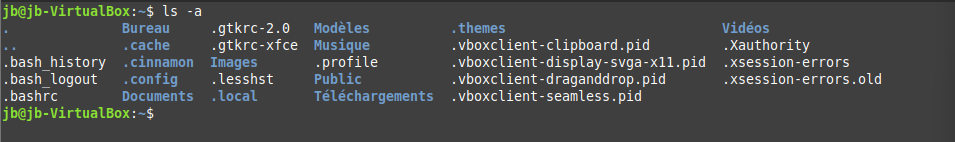 jb@jb-VirtualBox:~$ ls -a
. Bureau .gtkrc-2.0 Modèles .themes Vidéos
.. .cache .gtkrc-xfce Musique .vboxclient-clipboard.pid .Xauthority
.bash_history .cinnamon Images .profile .vboxclient-display-svga-x11.pid .xsession-errors
.bash_logout .config .lesshst Public .vboxclient-draganddrop.pid .xsession-errors.old
.bashrc Documents .local Téléchargements .vboxclient-seamless.pid
jb@jb-VirtualBox:~$